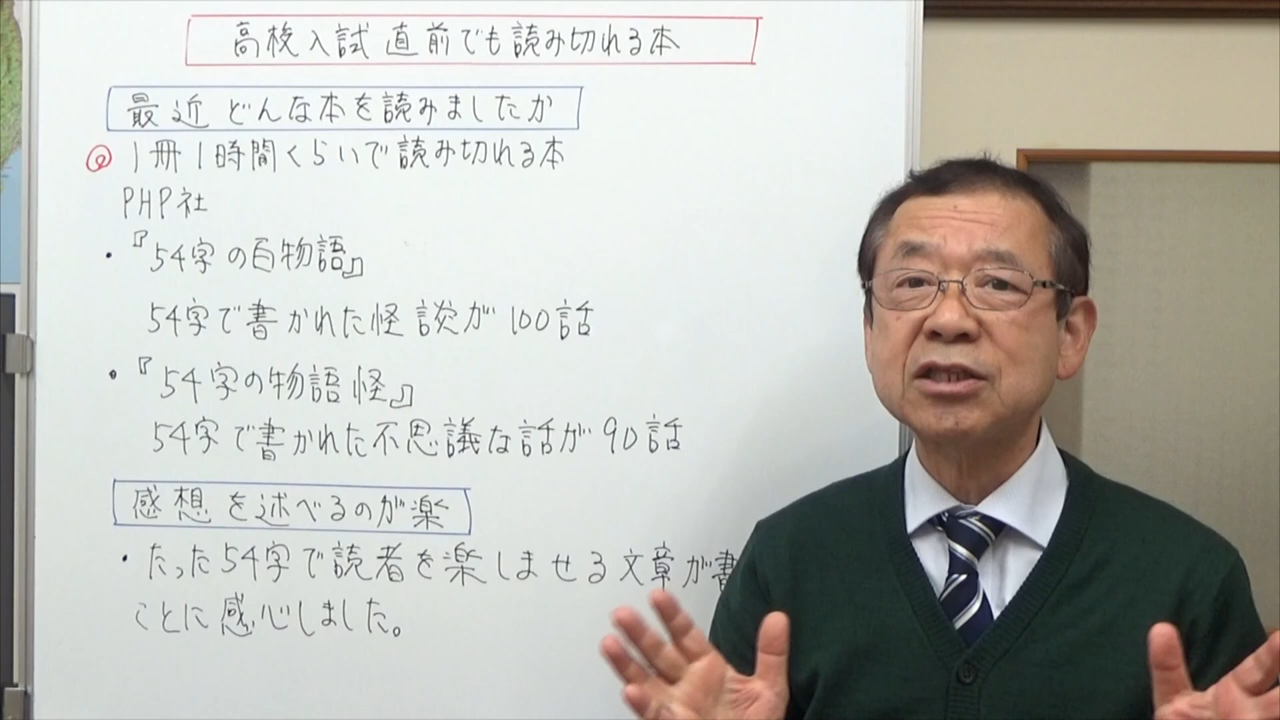 高校入試直前でも読み切れる本
最近どんな本を読みましたか
1冊1時間くらいで読み切れる本
PHP社
・『54字の百物語』
54字で書かれた怪談が100話
・『54字の物語 怪』
54字で書かれた不思議な話が90話
感想を述べるのが楽
・たった54字で読者を楽しませる文章が書
ことに感心しました。